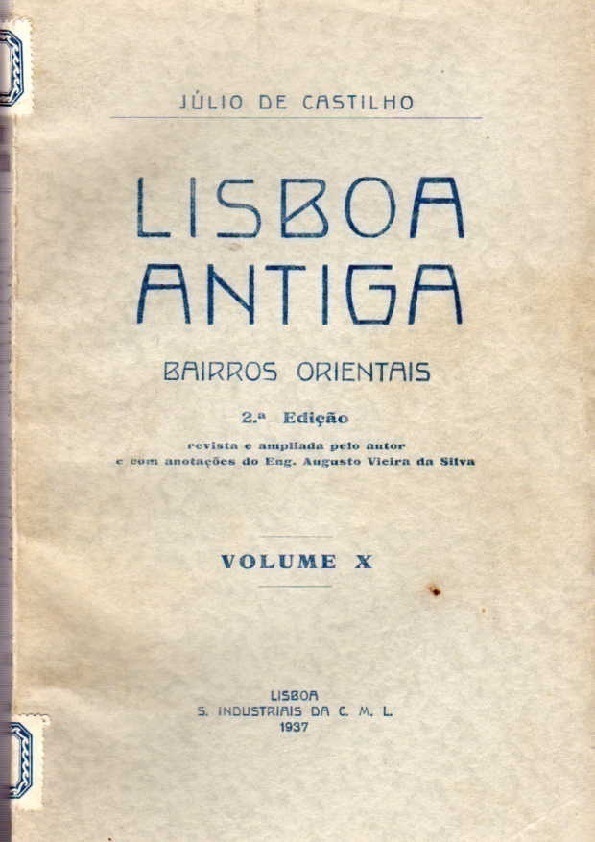 JÚLIO DE CASTILHO
LISBOA
ANTIGA
BAIRROS ORIENTAIS
2.ª Edição
revista e ampliada pelo autor
e com anotações do Eng. Augusto Vieira da Silva
VOLUME X
LISBOA
S. INDUSTRIAIS DA C. M. L.
1937